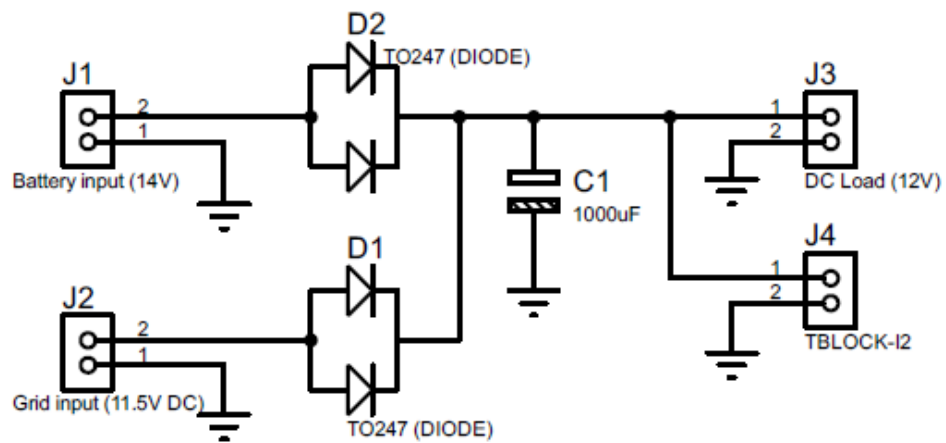 D2
TO247 (DIODE)
J1
2
1
Battery input (14V)
J3
1
2
DC Load (12V)
C1
1000uF
D1
J4
1
2
TBLOCK-I2
J2
2
1
Grid input (11.5V DC)
TO247 (DIODE)